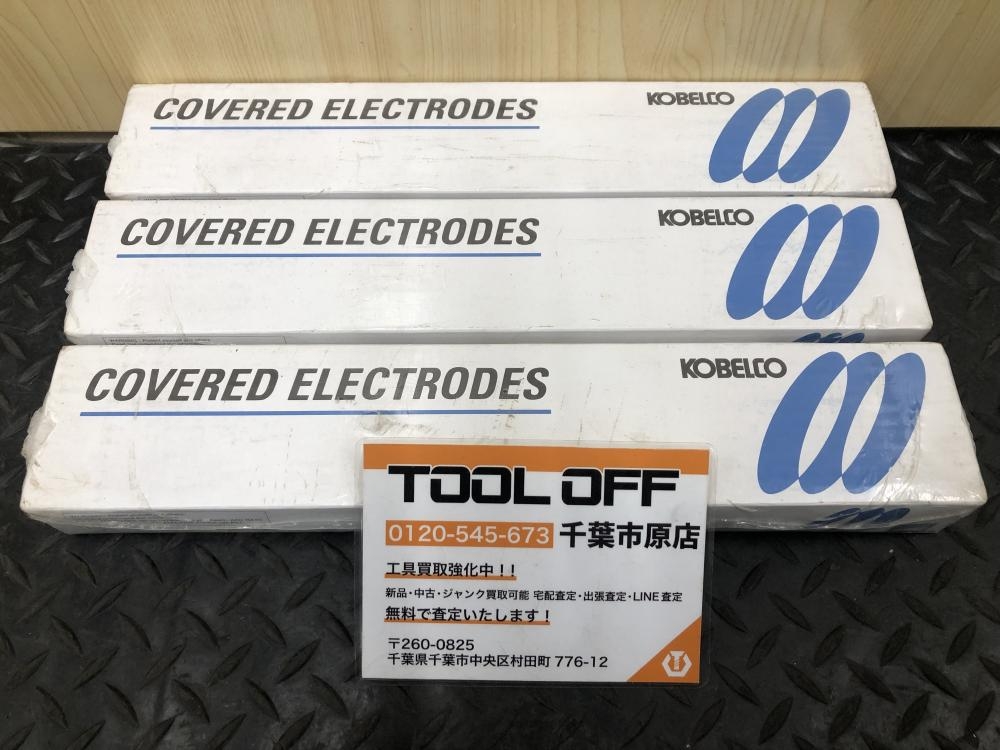 COVERED ELECTRODES
KOBELCO
COVERED ELECTRODES
KOBELCO
COVERED ELECTRODES
KOBELCO
TOOL OFF
0120-545-673 千葉市原店
工具買取強化中!!
新品・中古・ジャンク買取可能 宅配査定・出張査定・LINE査定
無料で査定いたします!
〒260-0825
千葉県千葉市中央区村田町 776-12